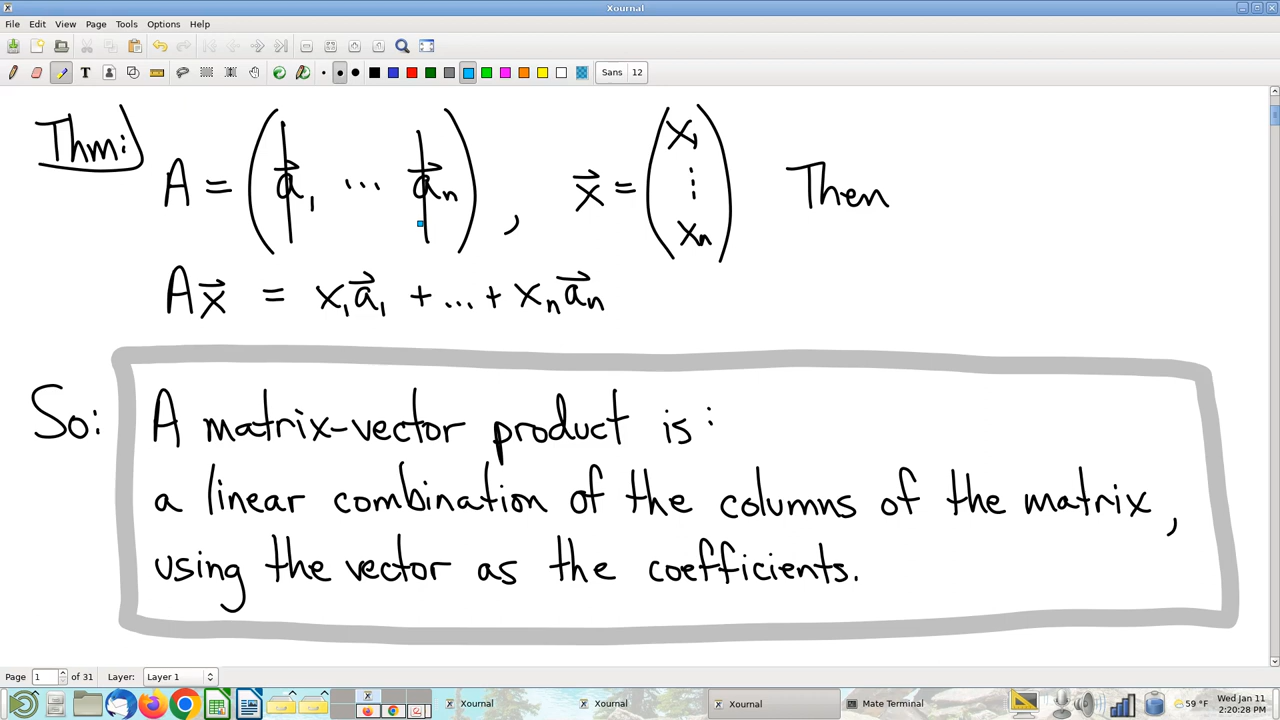 Xournal
File Edit View Page Tools Options Help
T Sans 12
Thm:
A = ( a⃗₁ ⋯ a⃗ₙ ) , x⃗ = ( x₁ ⋮ xₙ ) Then
Ax⃗ = x₁a⃗₁ + ... + xₙa⃗ₙ
So: A matrix-vector product is:
a linear combination of the columns of the matrix,
using the vector as the coefficients.
Page 1 of 31 Layer: Layer 1
Xournal Xournal Xournal Mate Terminal 59 °F Wed Jan 11
2:20:28 PM